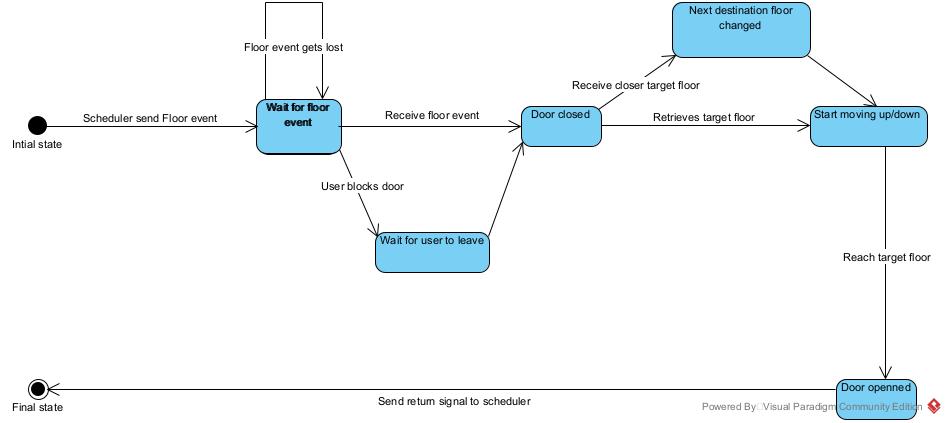 Next destination floor
changed
Floor event gets lost
Receive closer target floor
Wait for floor
event
Scheduler send Floor event
Receive floor event
Door closed
Retrieves target floor
Start moving up/down
Intial state
User blocks door
Wait for user to leave
Reach target floor
Door openned
Send return signal to scheduler
Final state
Powered By Visual Paradigm Community Edition